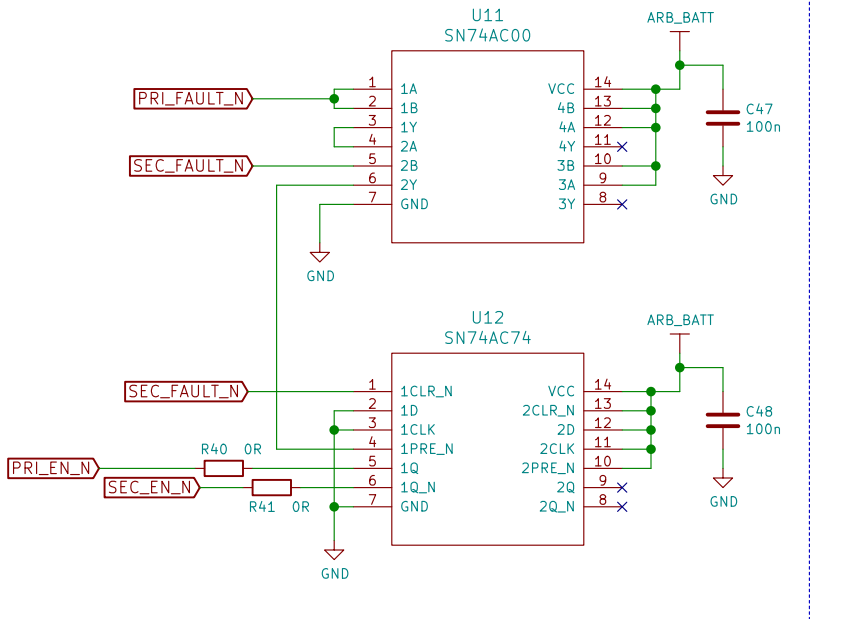 U11
SN74AC00
ARB_BATT
PRI_FAULT_N
SEC_FAULT_N
1 1A
2 1B
3 1Y
4 2A
5 2B
6 2Y
7 GND
VCC 14
4B 13
4A 12
4Y 11
3B 10
3A 9
3Y 8
C47
100n
GND
GND
U12
SN74AC74
ARB_BATT
SEC_FAULT_N
PRI_EN_N
SEC_EN_N
R40 0R
R41 0R
1 1CLR_N
2 1D
3 1CLK
4 1PRE_N
5 1Q
6 1Q_N
7 GND
VCC 14
2CLR_N 13
2D 12
2CLK 11
2PRE_N 10
2Q 9
2Q_N 8
C48
100n
GND
GND